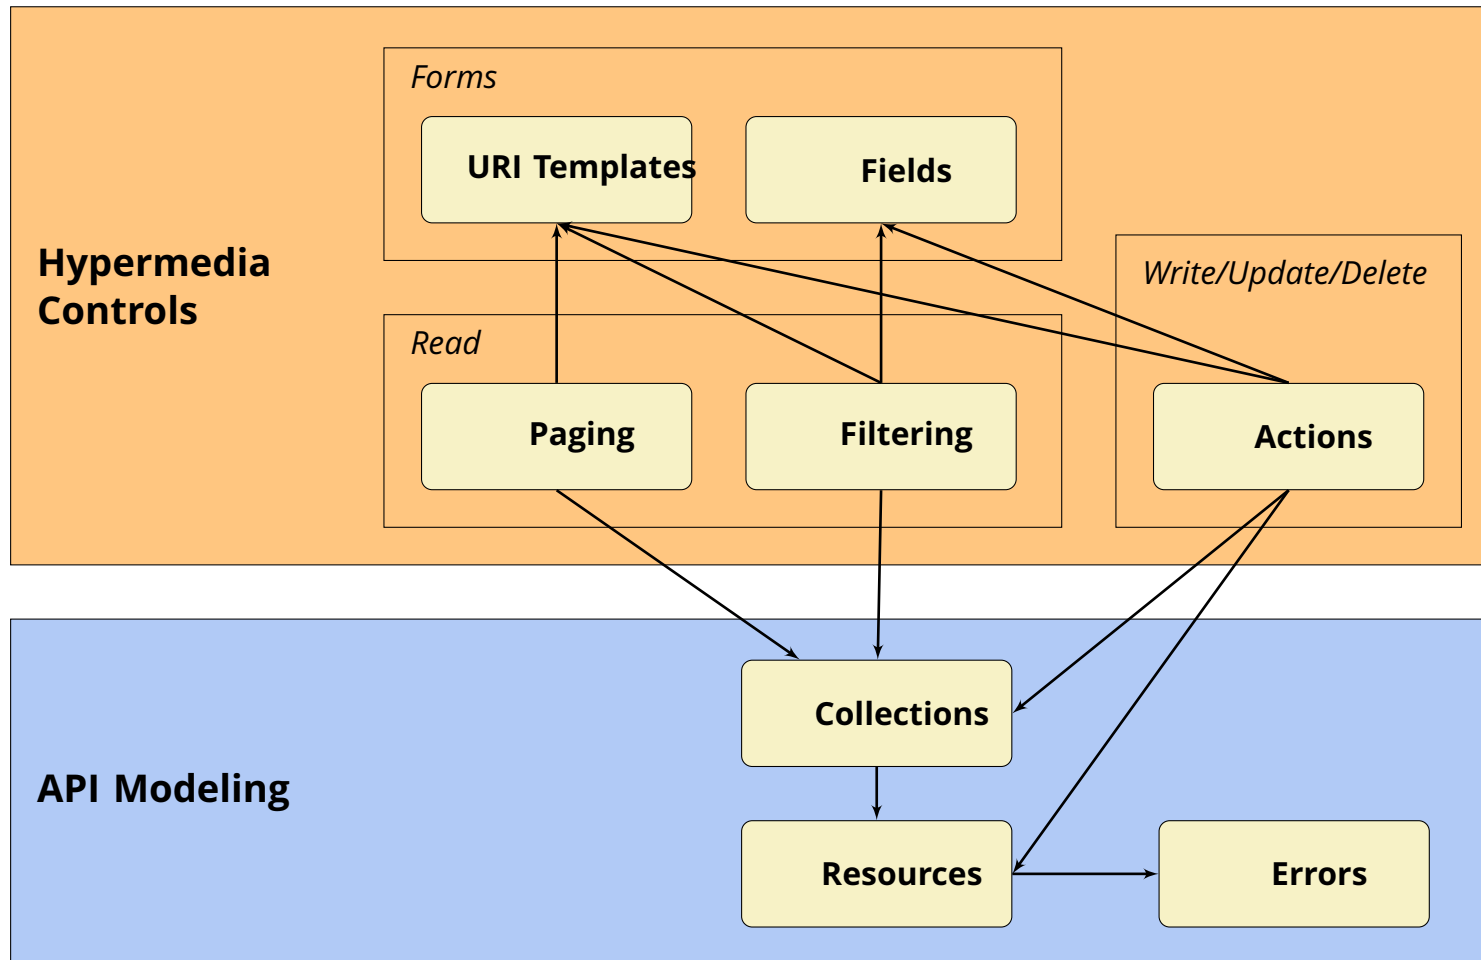 Forms
URI Templates
Fields
Hypermedia
Controls
Write/Update/Delete
Read
Paging
Filtering
Actions
Collections
API Modeling
Resources
Errors